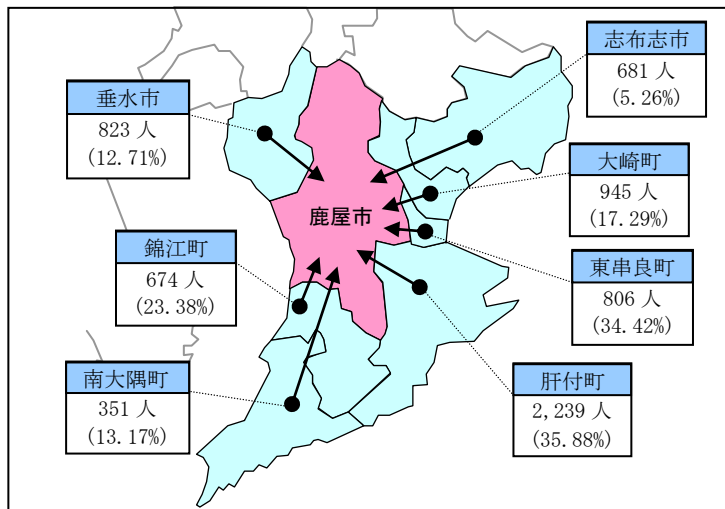 志布志市
681 人
(5.26%)
垂水市
823 人
(12.71%)
大崎町
945 人
(17.29%)
鹿屋市
錦江町
674 人
(23.38%)
東串良町
806 人
(34.42%)
南大隅町
351 人
(13.17%)
肝付町
2,239 人
(35.88%)